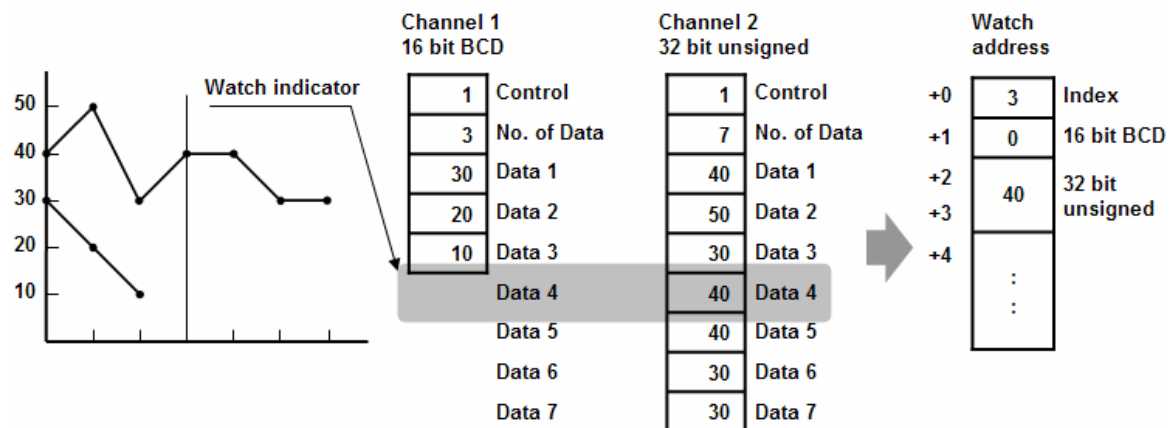 Channel 1
16 bit BCD
Channel 2
32 bit unsigned
Watch
address
Watch indicator
50
40
30
20
10
1 Control
3 No. of Data
30 Data 1
20 Data 2
10 Data 3
Data 4
Data 5
Data 6
Data 7
1 Control
7 No. of Data
40 Data 1
50 Data 2
30 Data 3
40 Data 4
40 Data 5
30 Data 6
30 Data 7
+0 3 Index
+1 0 16 bit BCD
+2
+3
40
32 bit
unsigned
+4
:
: